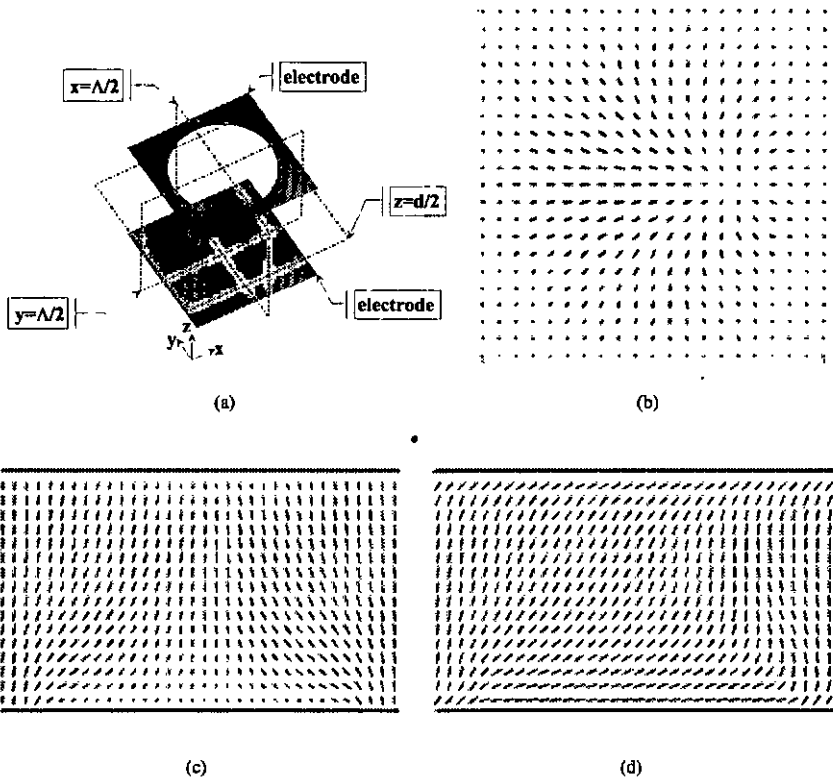 x=Λ/2
electrode
z=d/2
y=Λ/2
electrode
z
y
x
(a)
(b)
(c)
(d)